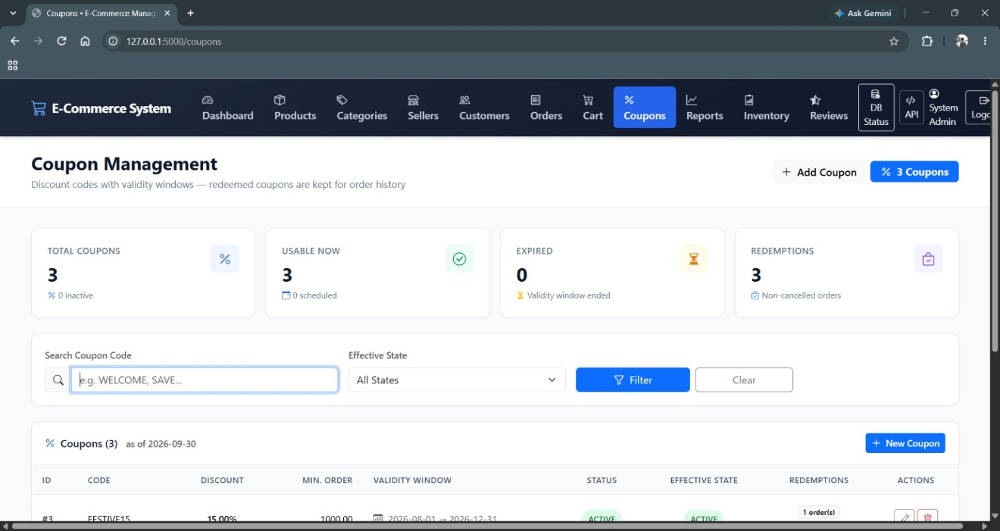 Coupons • E-Commerce Manag
Ask Gemini
127.0.0.1:5000/coupons
E-Commerce System
Dashboard
Products
Categories
Sellers
Customers
Orders
Cart
Coupons
Reports
Inventory
Reviews
DB Status
API
System Admin
Logo
Coupon Management
Discount codes with validity windows — redeemed coupons are kept for order history
+ Add Coupon
% 3 Coupons
TOTAL COUPONS
3
% 0 inactive
%
USABLE NOW
3
0 scheduled
EXPIRED
0
Validity window ended
REDEMPTIONS
3
Non-cancelled orders
Search Coupon Code
e.g. WELCOME, SAVE...
Effective State
All States
Filter
Clear
% Coupons (3) as of 2026-09-30
+ New Coupon
ID CODE DISCOUNT MIN. ORDER VALIDITY WINDOW STATUS EFFECTIVE STATE REDEMPTIONS ACTIONS
#3 FESTIVE15 15.00% 1000.00 2026-08-01 → 2026-12-31 ACTIVE ACTIVE 1 order(s)